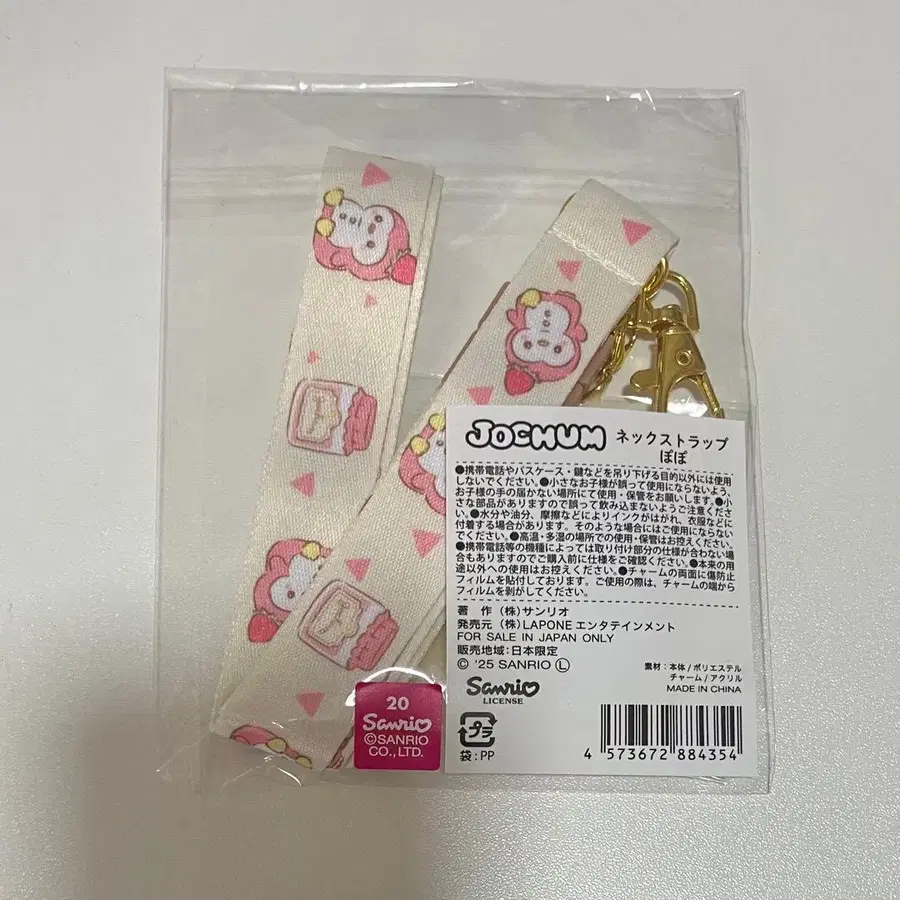 JOCHUM ネックストラップ
ぽぽ
●携帯電話やパスケース・鍵などを吊り下げる目的以外には使用
しないでください。●小さなお子様が誤って使用にならないよう、
お子様の手の届かない場所にて使用・保管をお願いします。●小
さな部品がありますので誤って飲み込まないようご注意くださ
い。●水分や油分、摩擦などによりインクがはがれ、衣服などに
付着する場合があります。そのような場合にはご使用にならない
でください。●高温・多湿の場所での使用・保管はお控えください。
●携帯電話等の機種によっては取り付け部分の仕様が合わない場
合もありますのでご購入前に仕様をご確認ください。●本来の用
途以外への使用はお控えください。●チャームの両面に傷防止
フィルムを貼付しております。ご使用の際は、チャームの端から
フィルムを剥がしてください。
著 作 (株)サンリオ
発売元 (株)LAPONE エンタテインメント
FOR SALE IN JAPAN ONLY
販売地域:日本限定
© '25 SANRIO Ⓛ
素材:本体/ポリエステル
チャーム/アクリル
MADE IN CHINA
Sanrio
LICENSE
プラ
袋:PP
4 573672 884354
20
Sanrio
©SANRIO
CO.,LTD.